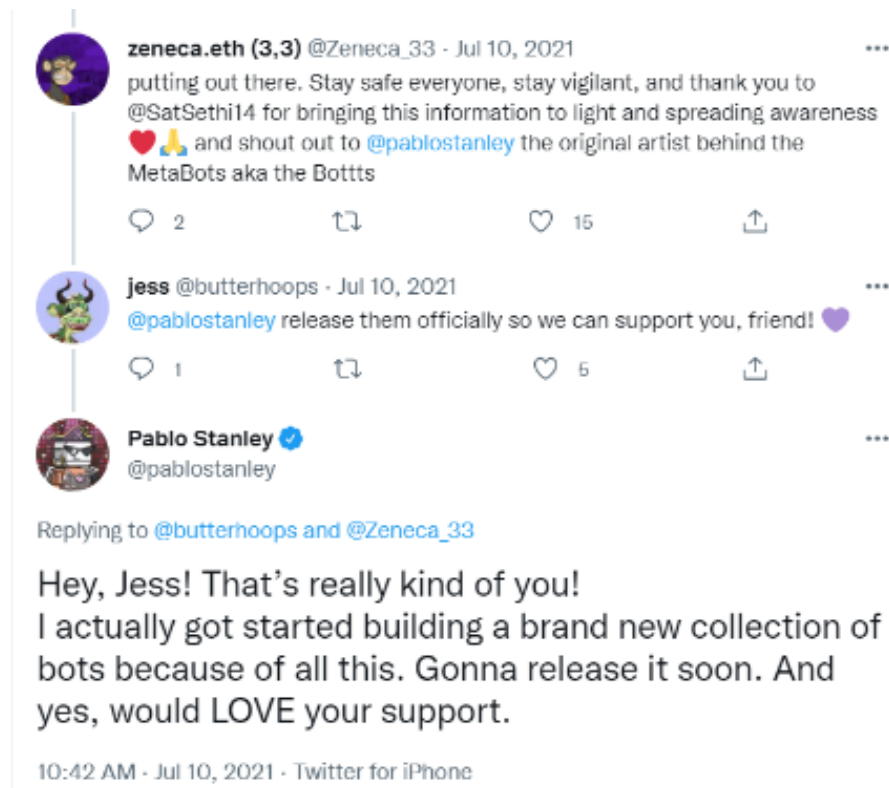 zeneca.eth (3,3) @Zeneca_33 · Jul 10, 2021
putting out there. Stay safe everyone, stay vigilant, and thank you to
@SatSethi14 for bringing this information to light and spreading awareness
❤️🙏 and shout out to @pablostanley the original artist behind the
MetaBots aka the Bottts
2 15
jess @butterhoops · Jul 10, 2021
@pablostanley release them officially so we can support you, friend! 💜
1 5
Pablo Stanley
@pablostanley
Replying to @butterhoops and @Zeneca_33
Hey, Jess! That’s really kind of you!
I actually got started building a brand new collection of
bots because of all this. Gonna release it soon. And
yes, would LOVE your support.
10:42 AM · Jul 10, 2021 · Twitter for iPhone